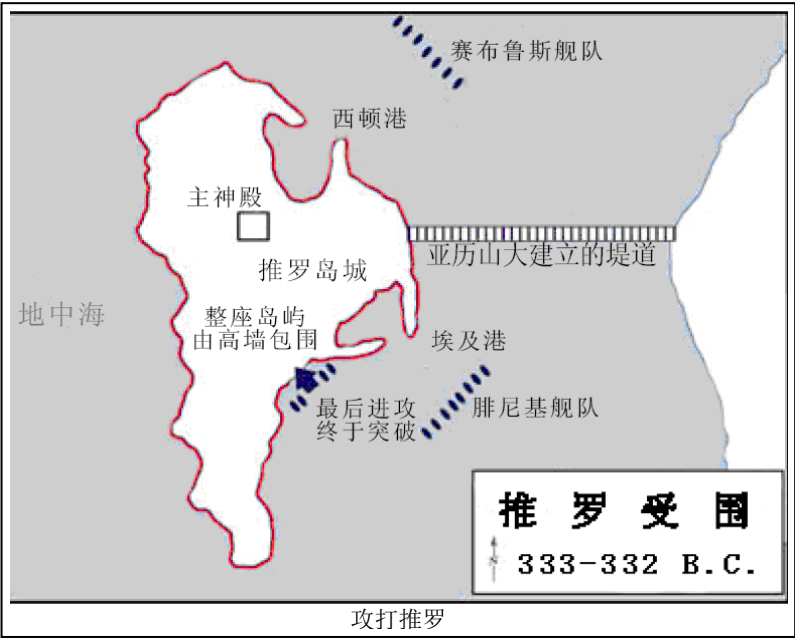 赛布鲁斯舰队
西顿港
主神殿
亚历山大建立的堤道
推罗岛城
地中海
整座岛屿
由高墙包围
埃及港
最后进攻
终于突破
腓尼基舰队
推罗受围
N
333-332 B.C.
攻打推罗